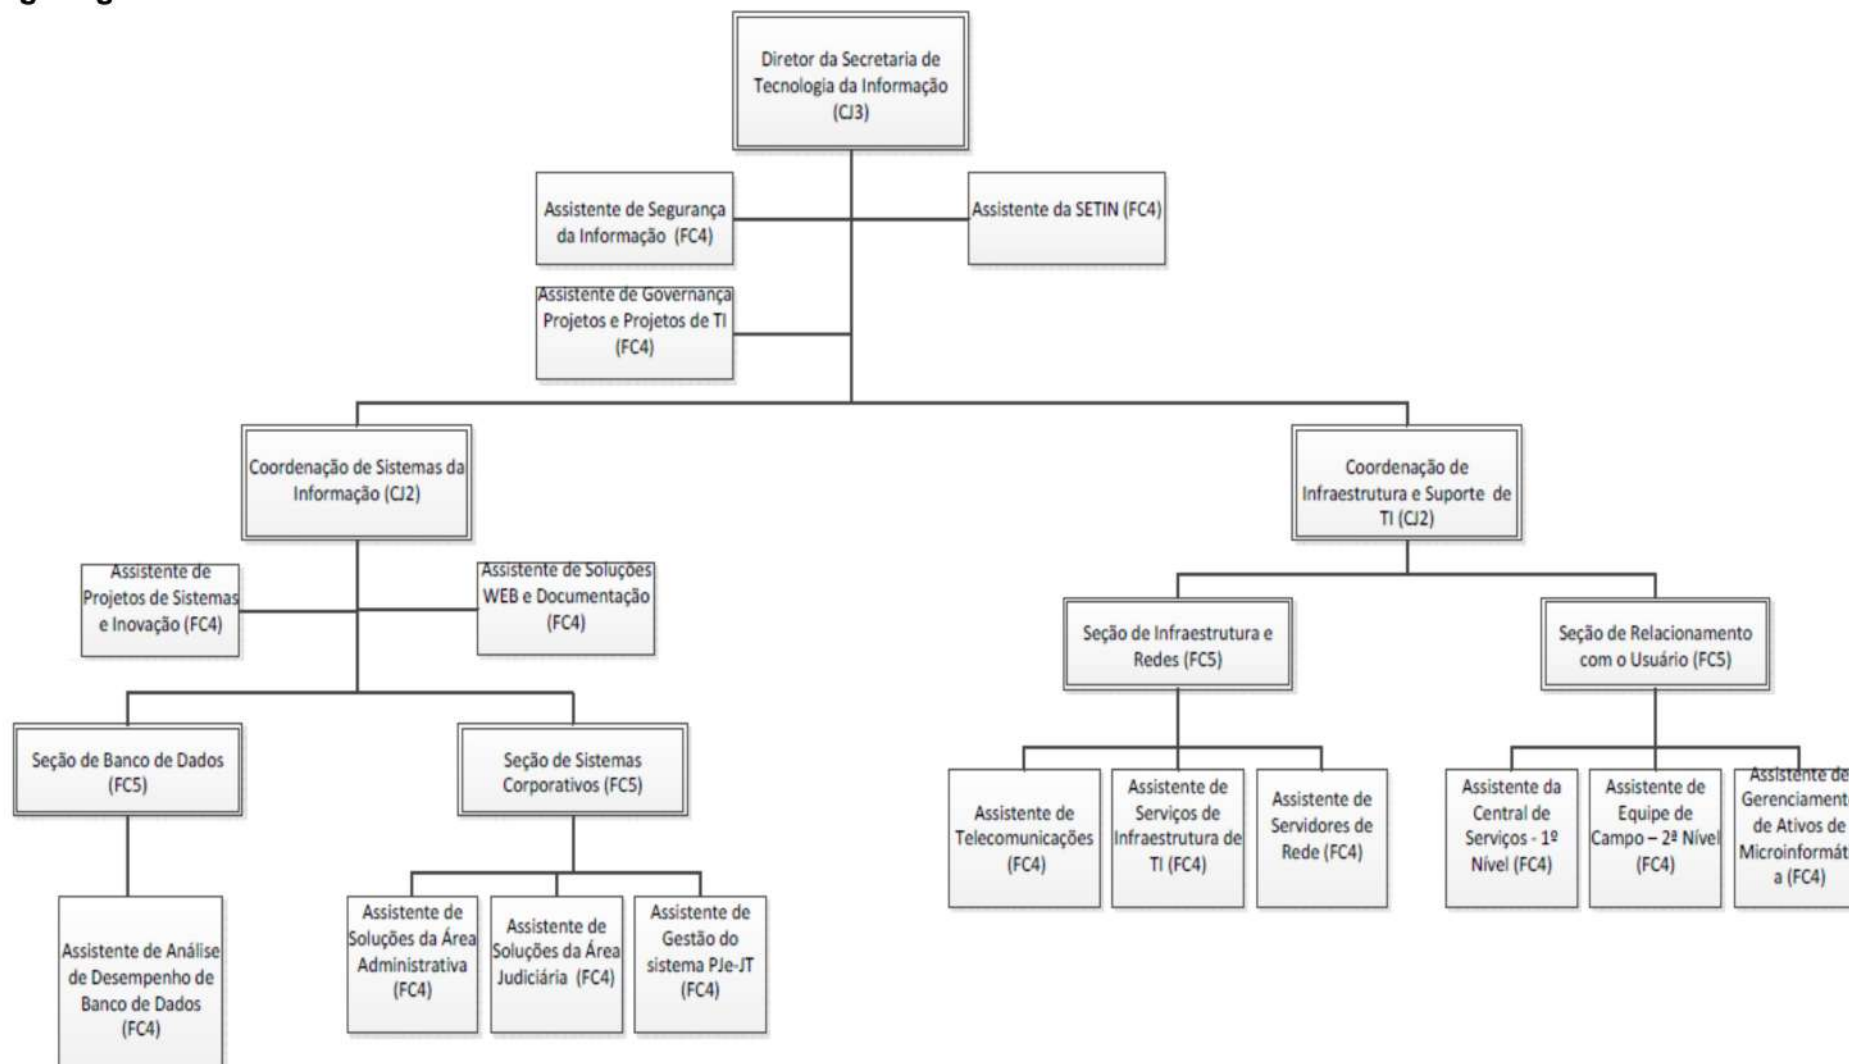 Diretor da Secretaria de
Tecnologia da Informação
(CJ3)
Assistente de Segurança
da Informação (FC4)
Assistente da SETIN (FC4)
Assistente de Governança
Projetos e Projetos de TI
(FC4)
Coordenação de Sistemas da
Informação (CJ2)
Coordenação de
Infraestrutura e Suporte de
TI (CJ2)
Assistente de
Projetos de Sistemas
e Inovação (FC4)
Assistente de Soluções
WEB e Documentação
(FC4)
Seção de Infraestrutura e
Redes (FC5)
Seção de Relacionamento
com o Usuário (FC5)
Seção de Banco de Dados
(FC5)
Seção de Sistemas
Corporativos (FC5)
Assistente de
Telecomunicações
(FC4)
Assistente de
Serviços de
Infraestrutura de
TI (FC4)
Assistente de
Servidores de
Rede (FC4)
Assistente da
Central de
Serviços - 1º
Nível (FC4)
Assistente de
Equipe de
Campo – 2ª Nível
(FC4)
Assistente de
Gerenciament
de Ativos de
Microinformát
a (FC4)
Assistente de Análise
de Desempenho de
Banco de Dados
(FC4)
Assistente de
Soluções da Área
Administrativa
(FC4)
Assistente de
Soluções da Área
Judiciária (FC4)
Assistente de
Gestão do
sistema PJe-JT
(FC4)